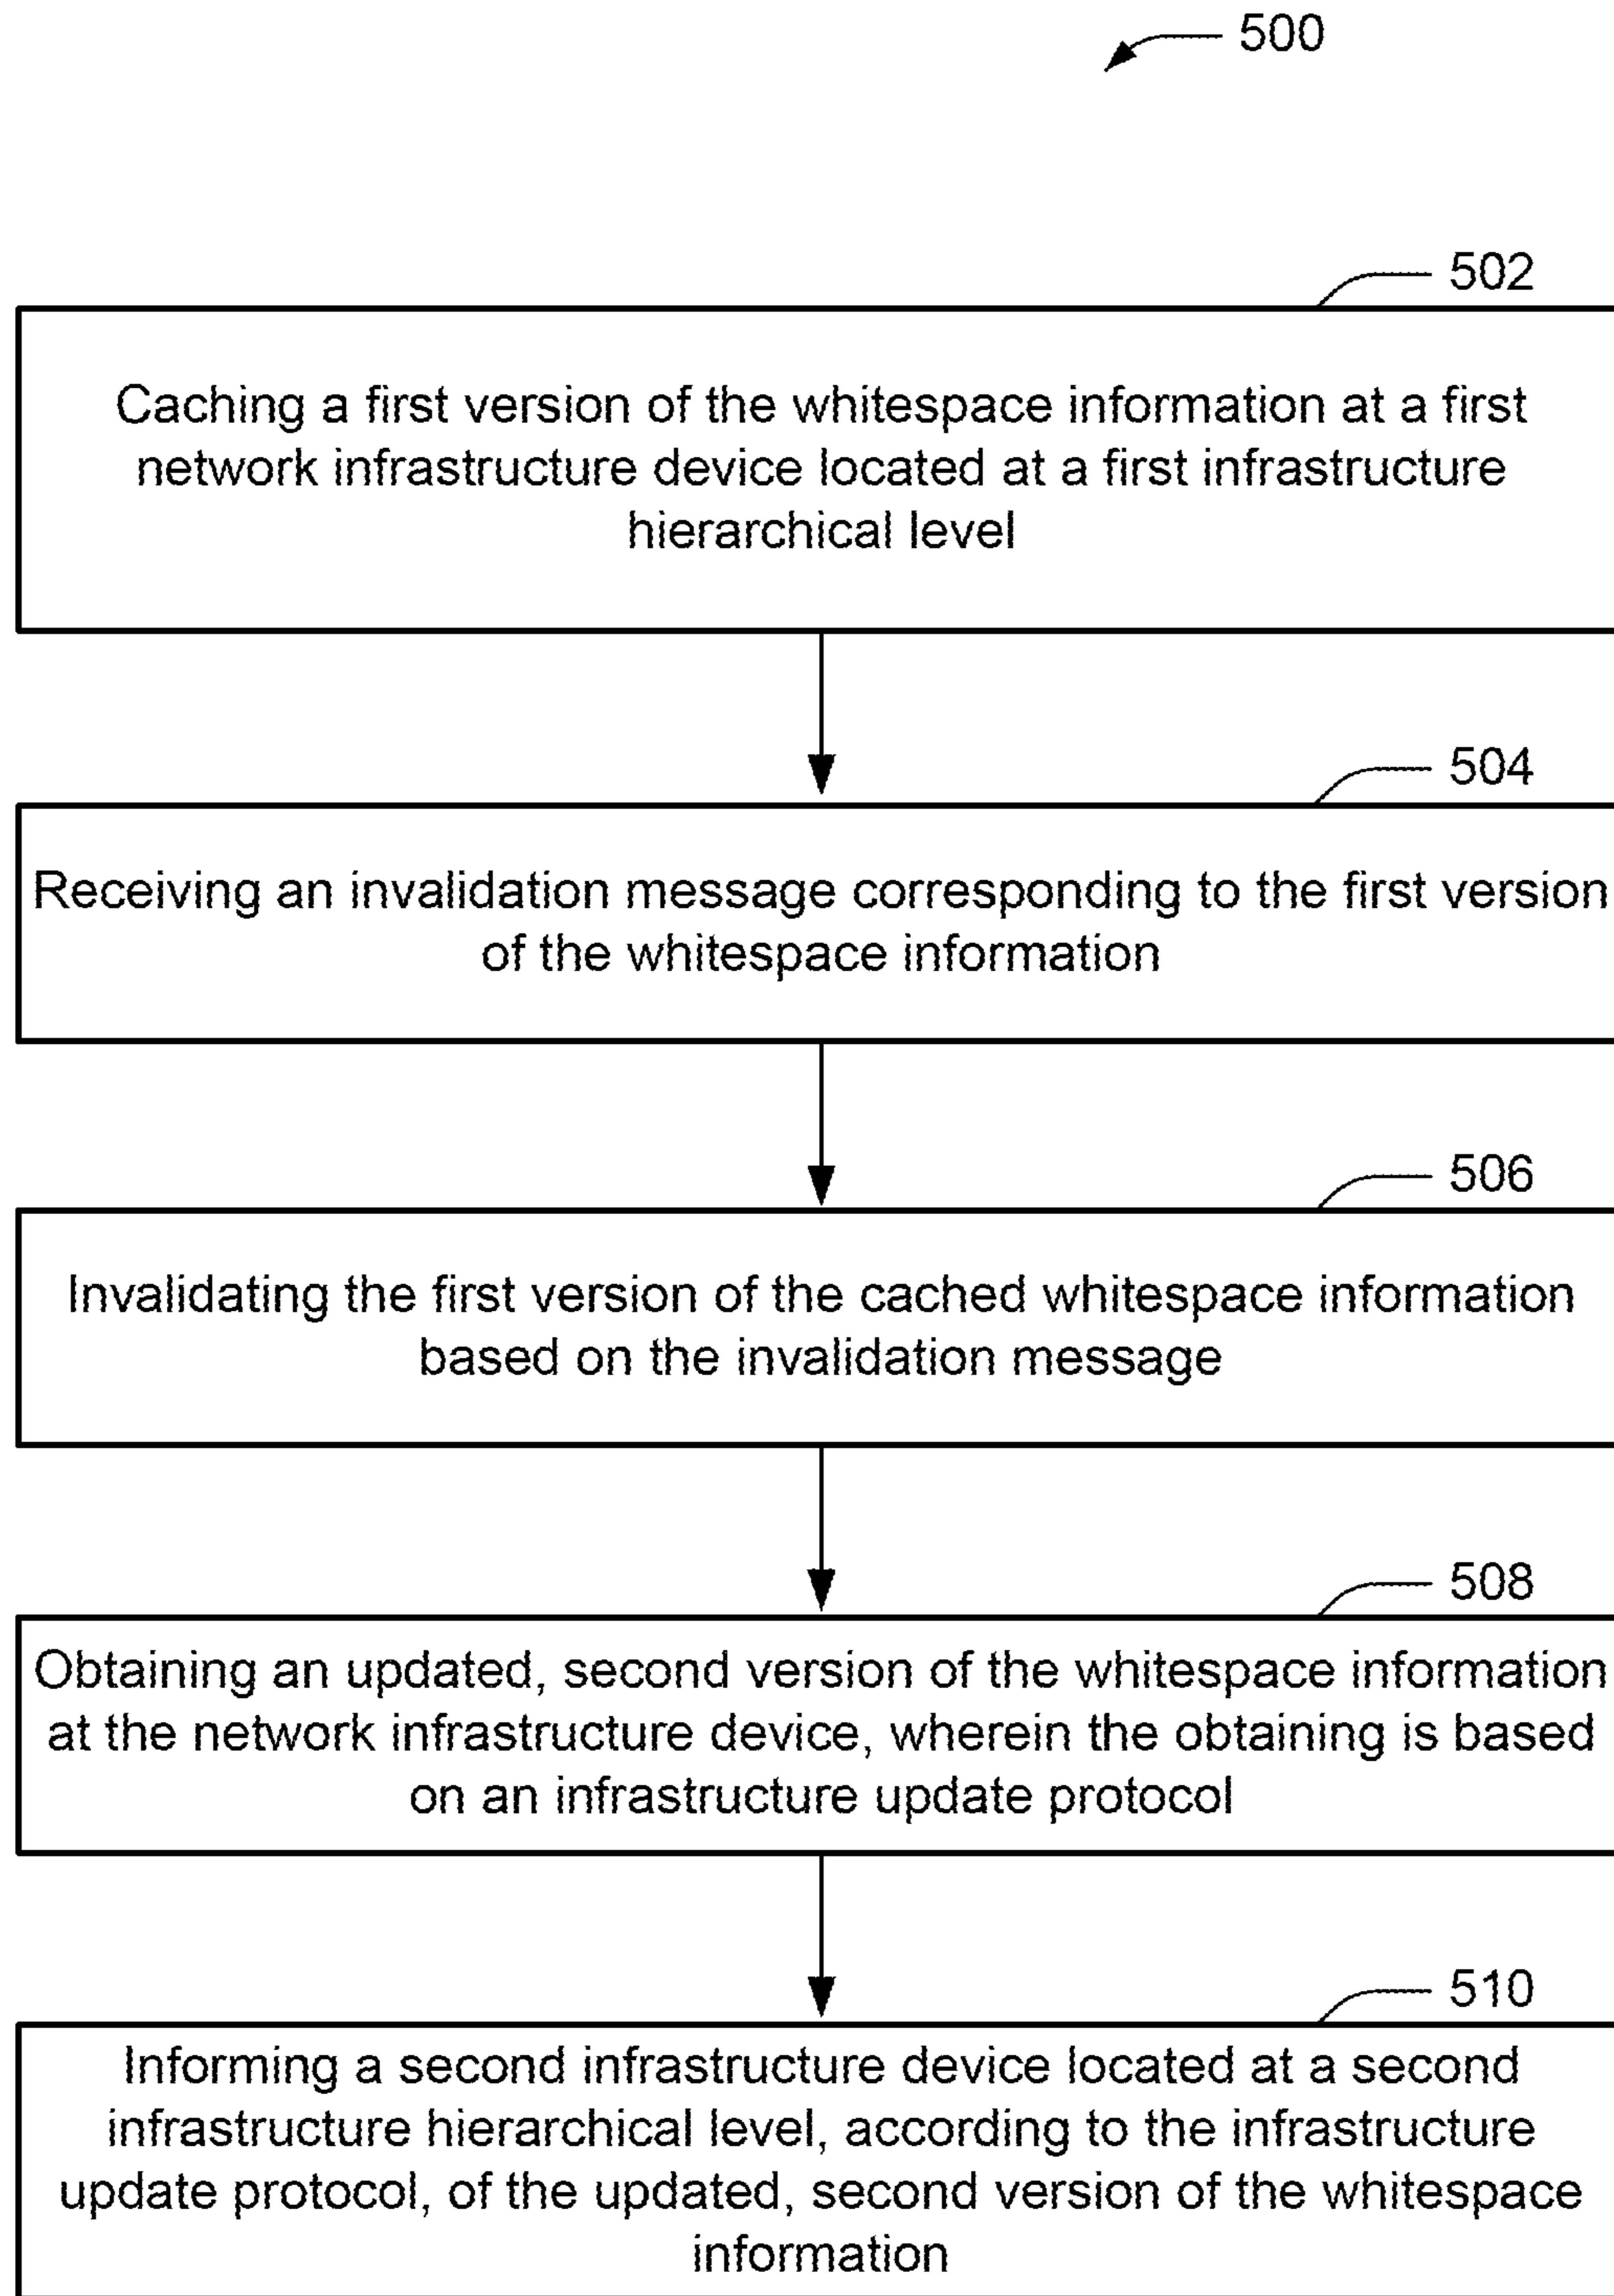 500
502
Caching a first version of the whitespace information at a first
network infrastructure device located at a first infrastructure
hierarchical level
504
Receiving an invalidation message corresponding to the first version
of the whitespace information
506
Invalidating the first version of the cached whitespace information
based on the invalidation message
508
Obtaining an updated, second version of the whitespace information
at the network infrastructure device, wherein the obtaining is based
on an infrastructure update protocol
510
Informing a second infrastructure device located at a second
infrastructure hierarchical level, according to the infrastructure
update protocol, of the updated, second version of the whitespace
information